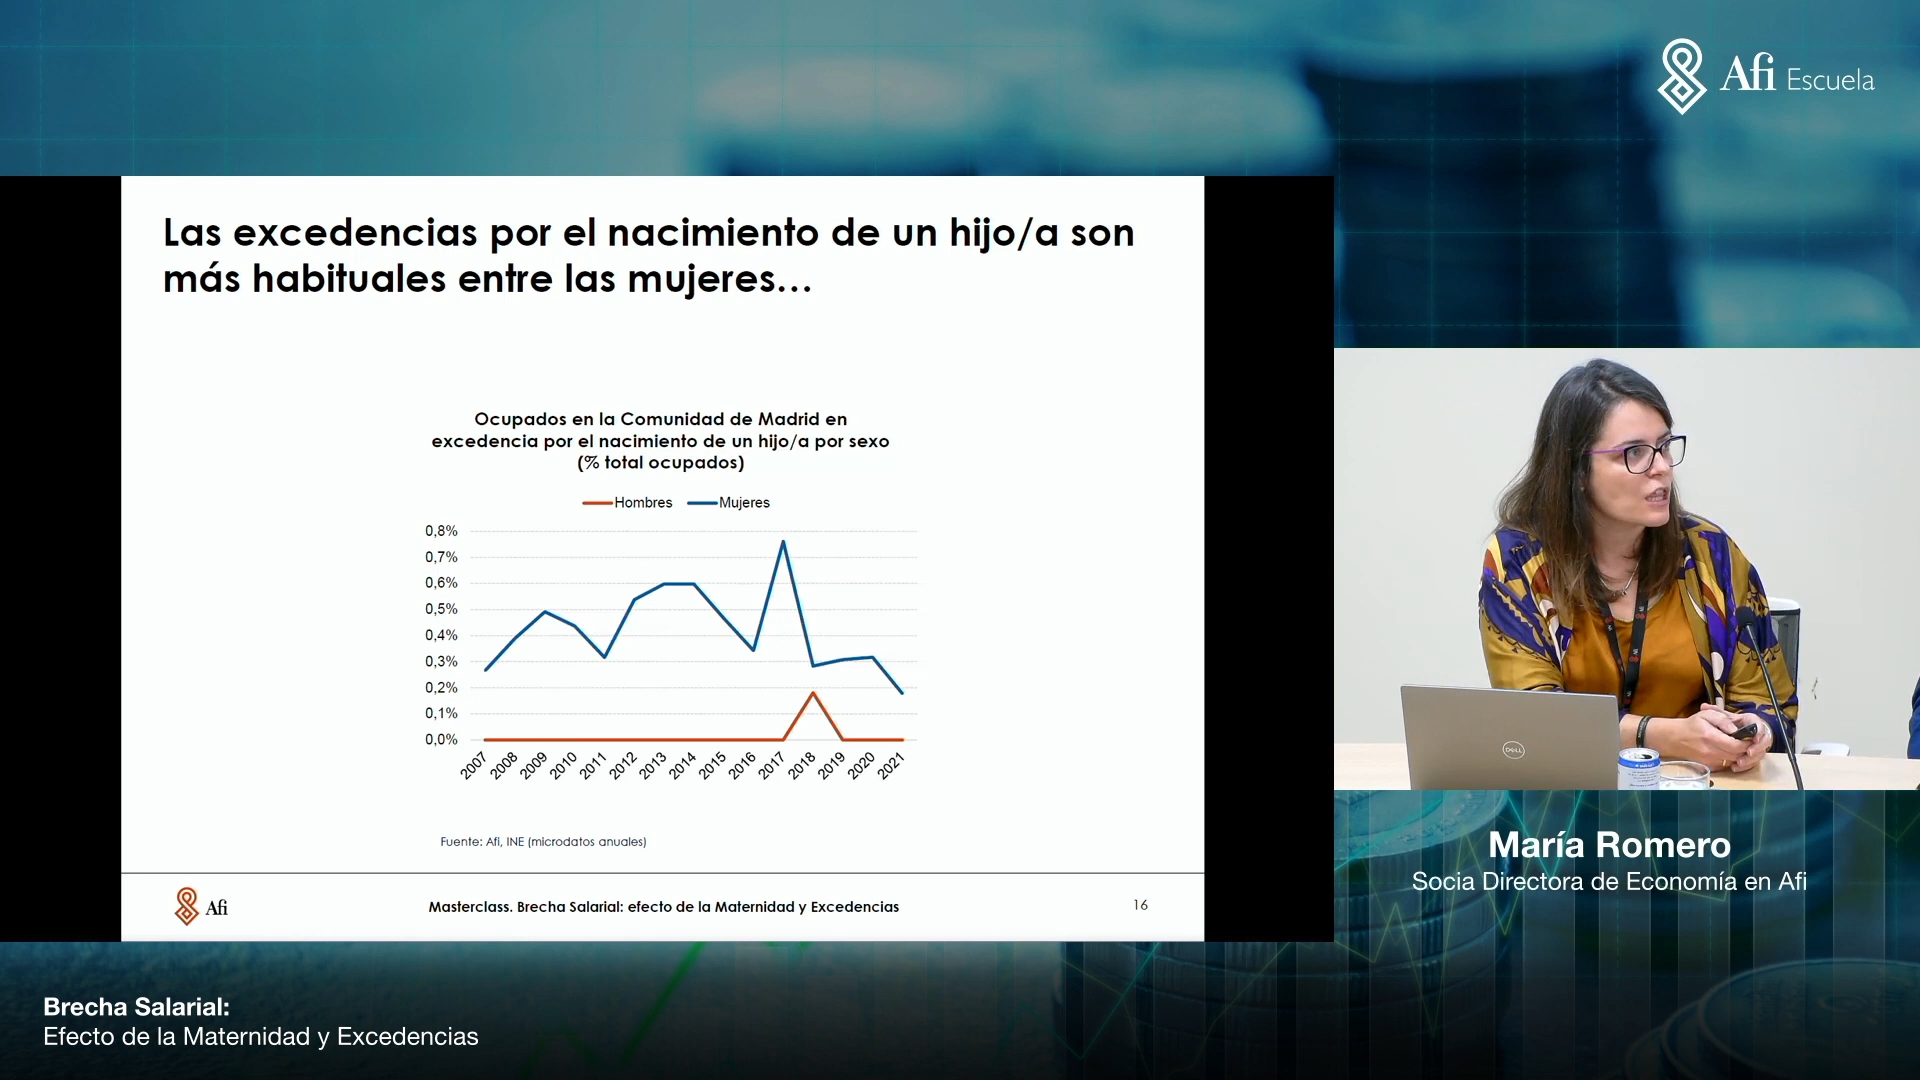 Afi Escuela
Las excedencias por el nacimiento de un hijo/a son
más habituales entre las mujeres...
Ocupados en la Comunidad de Madrid en
excedencia por el nacimiento de un hijo/a por sexo
(% total ocupados)
Hombres Mujeres
0,8%
0,7%
0,6%
0,5%
0,4%
0,3%
0,2%
0,1%
0,0%
2007 2008 2009 2010 2011 2012 2013 2014 2015 2016 2017 2018 2019 2020 2021
Fuente: Afi, INE (microdatos anuales)
Afi
Masterclass. Brecha Salarial: efecto de la Maternidad y Excedencias
16
DELL
María Romero
Socia Directora de Economía en Afi
Brecha Salarial:
Efecto de la Maternidad y Excedencias